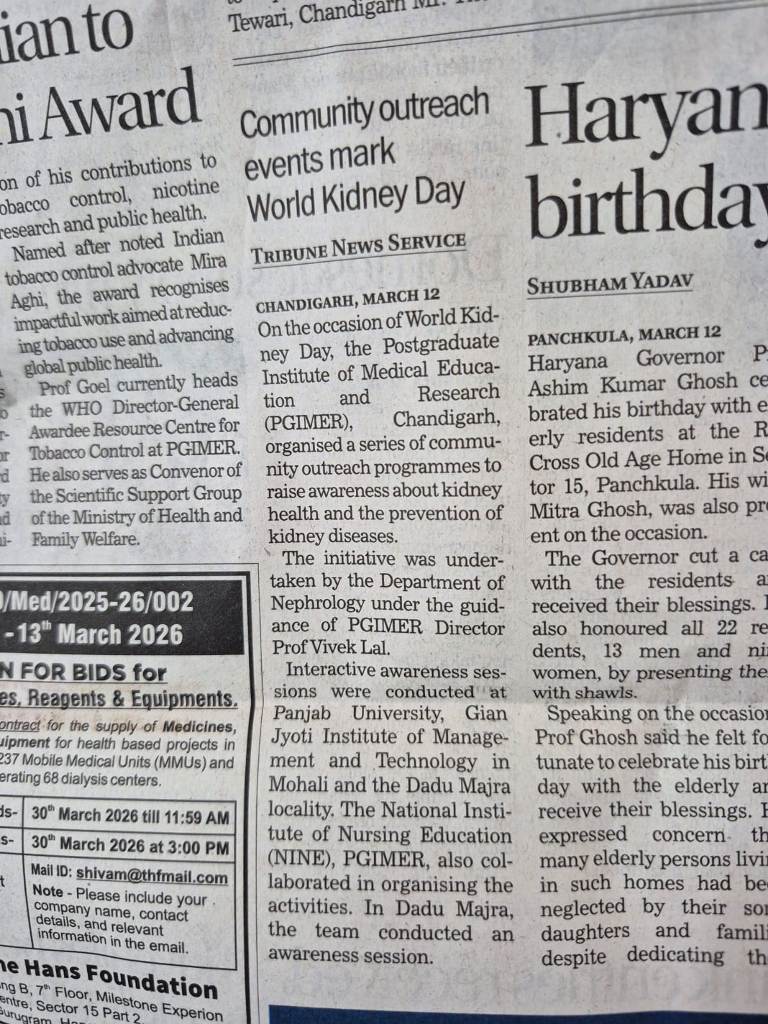 Tewari, Chandigarh
ian to
ni Award
on of his contributions to
obacco control, nicotine
research and public health.
Named after noted Indian
tobacco control advocate Mira
Aghi, the award recognises
impactful work aimed at reduc-
ing tobacco use and advancing
global public health.
Prof Goel currently heads
the WHO Director-General
Awardee Resource Centre for
Tobacco Control at PGIMER.
He also serves as Convenor of
the Scientific Support Group
of the Ministry of Health and
Family Welfare.
/Med/2025-26/002
-13th March 2026
N FOR BIDS for
es, Reagents & Equipments.
contract for the supply of Medicines,
uipment for health based projects in
237 Mobile Medical Units (MMUs) and
erating 68 dialysis centers.
ds- 30th March 2026 till 11:59 AM
s- 30th March 2026 at 3:00 PM
t Mail ID: shivam@thfmail.com
Note - Please include your
company name, contact
details, and relevant
information in the email.
he Hans Foundation
ng B, 7th Floor, Milestone Experion
entre, Sector 15 Part 2
Community outreach
events mark
World Kidney Day
TRIBUNE NEWS SERVICE
CHANDIGARH, MARCH 12
On the occasion of World Kid-
ney Day, the Postgraduate
Institute of Medical Educa-
tion and Research
(PGIMER), Chandigarh,
organised a series of commu-
nity outreach programmes to
raise awareness about kidney
health and the prevention of
kidney diseases.
The initiative was under-
taken by the Department of
Nephrology under the guid-
ance of PGIMER Director
Prof Vivek Lal.
Interactive awareness ses-
sions were conducted at
Panjab University, Gian
Jyoti Institute of Manage-
ment and Technology in
Mohali and the Dadu Majra
locality. The National Insti-
tute of Nursing Education
(NINE), PGIMER, also col-
laborated in organising the
activities. In Dadu Majra,
the team conducted an
awareness session.
Haryan
birthday
SHUBHAM YADAV
PANCHKULA, MARCH 12
Haryana Governor P
Ashim Kumar Ghosh ce
brated his birthday with e
erly residents at the R
Cross Old Age Home in Se
tor 15, Panchkula. His wi
Mitra Ghosh, was also pre
ent on the occasion.
The Governor cut a ca
with the residents a
received their blessings. 
also honoured all 22 re
dents, 13 men and ni
women, by presenting the
with shawls.
Speaking on the occasion
Prof Ghosh said he felt fo
tunate to celebrate his birt
day with the elderly an
receive their blessings. H
expressed concern th
many elderly persons livi
in such homes had be
neglected by their so
daughters and famili
despite dedicating th